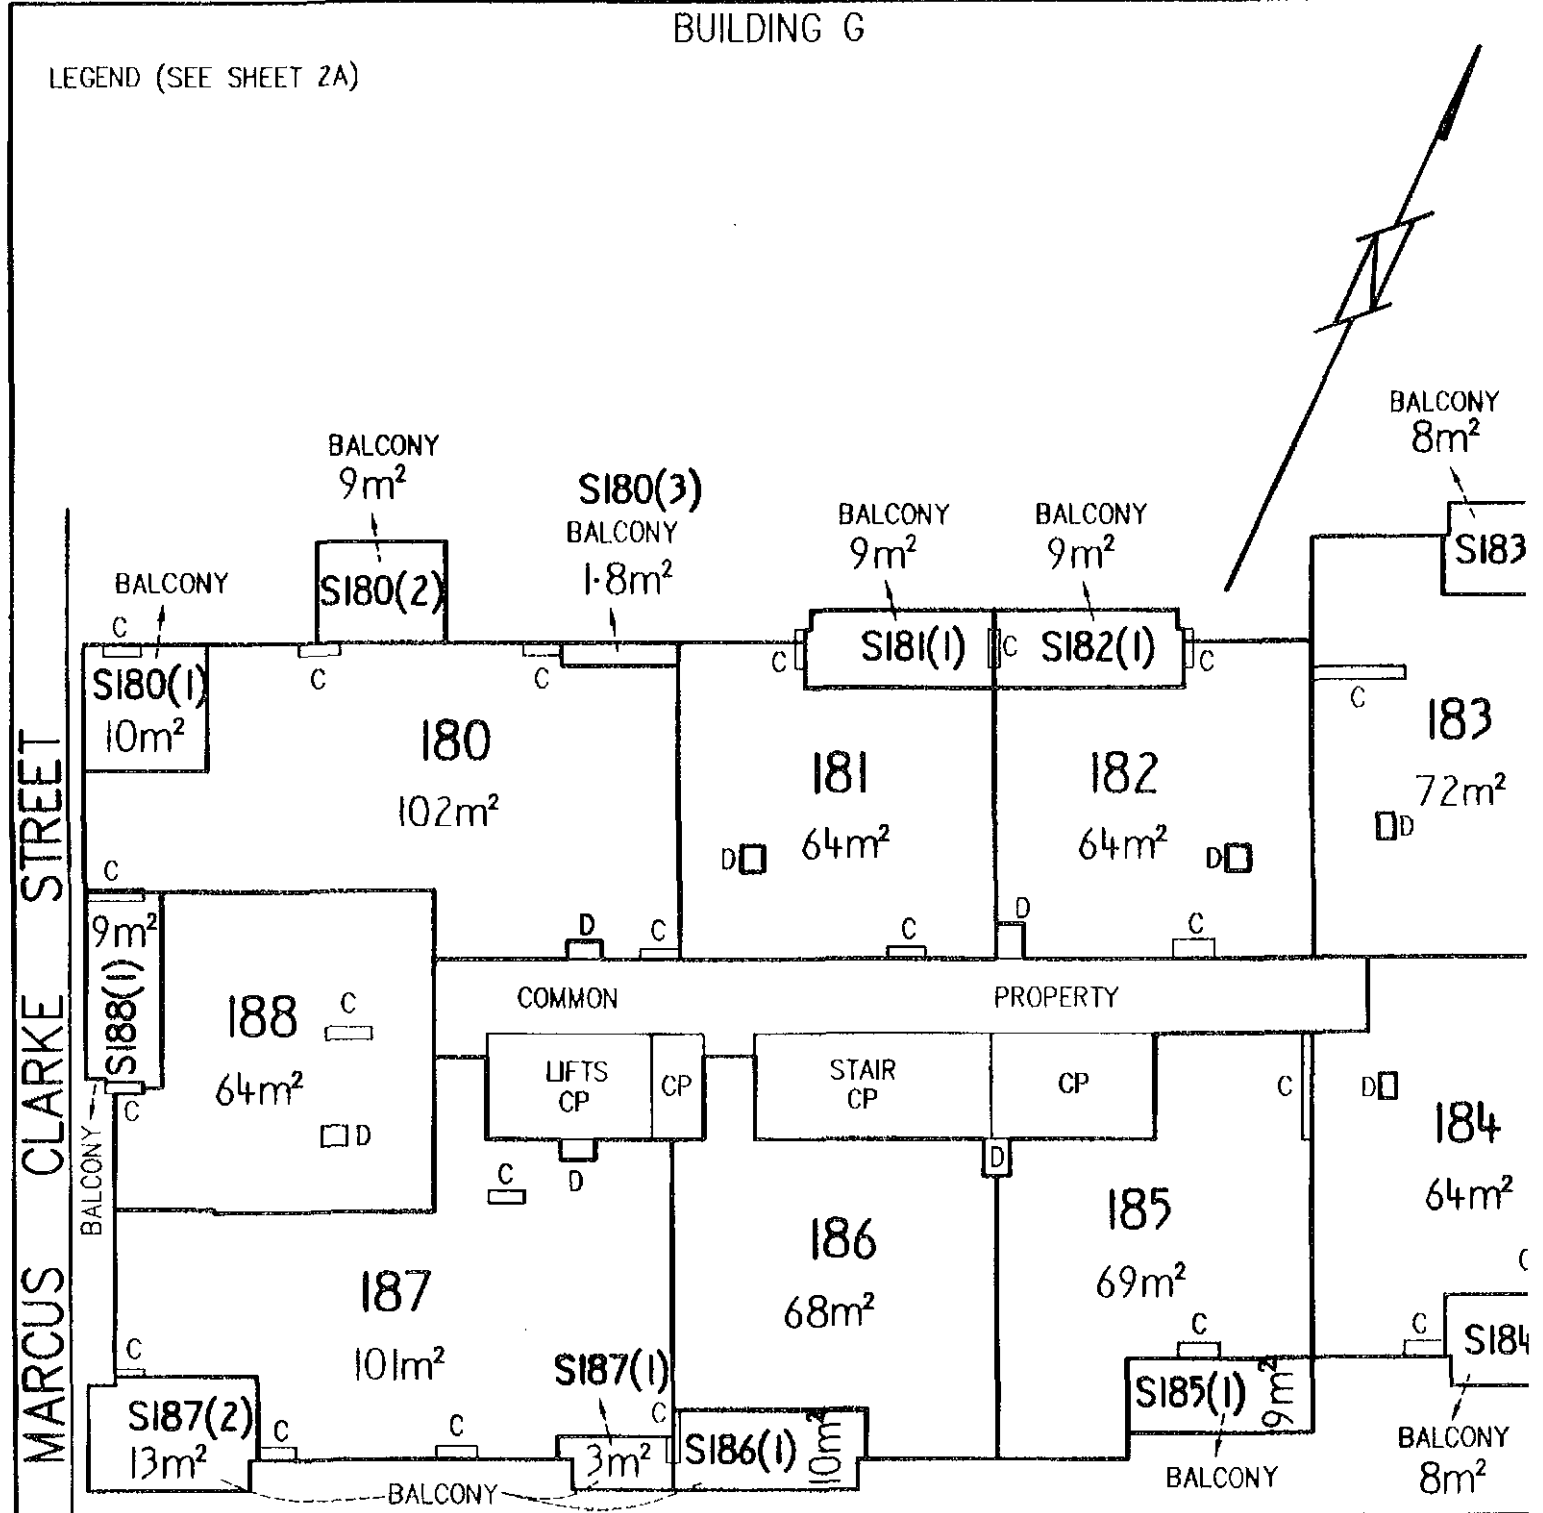 BUILDING G
LEGEND (SEE SHEET 2A)
N
BALCONY
8m²
S183
BALCONY
9m²
S180(2)
S180(3)
BALCONY
1·8m²
BALCONY
9m²
S181(1)
BALCONY
9m²
S182(1)
BALCONY
C
S180(1)
10m²
C
C
C
C
C
C
180
102m²
181
64m²
D
182
64m²
D
183
72m²
D
C
9m²
S188(1)
C
BALCONY
188
64m²
C
D
D
C
C
D
C
COMMON PROPERTY
LIFTS
CP
CP
STAIR
CP
CP
C
D
184
64m²
C
D
C
D
187
101m²
186
68m²
185
69m²
C
C
C
S187(2)
13m²
C
C
S187(1)
3m²
C
S186(1)
10m²
S185(1)
9m²
BALCONY
BALCONY
S184
BALCONY
8m²
MARCUS CLARKE STREET